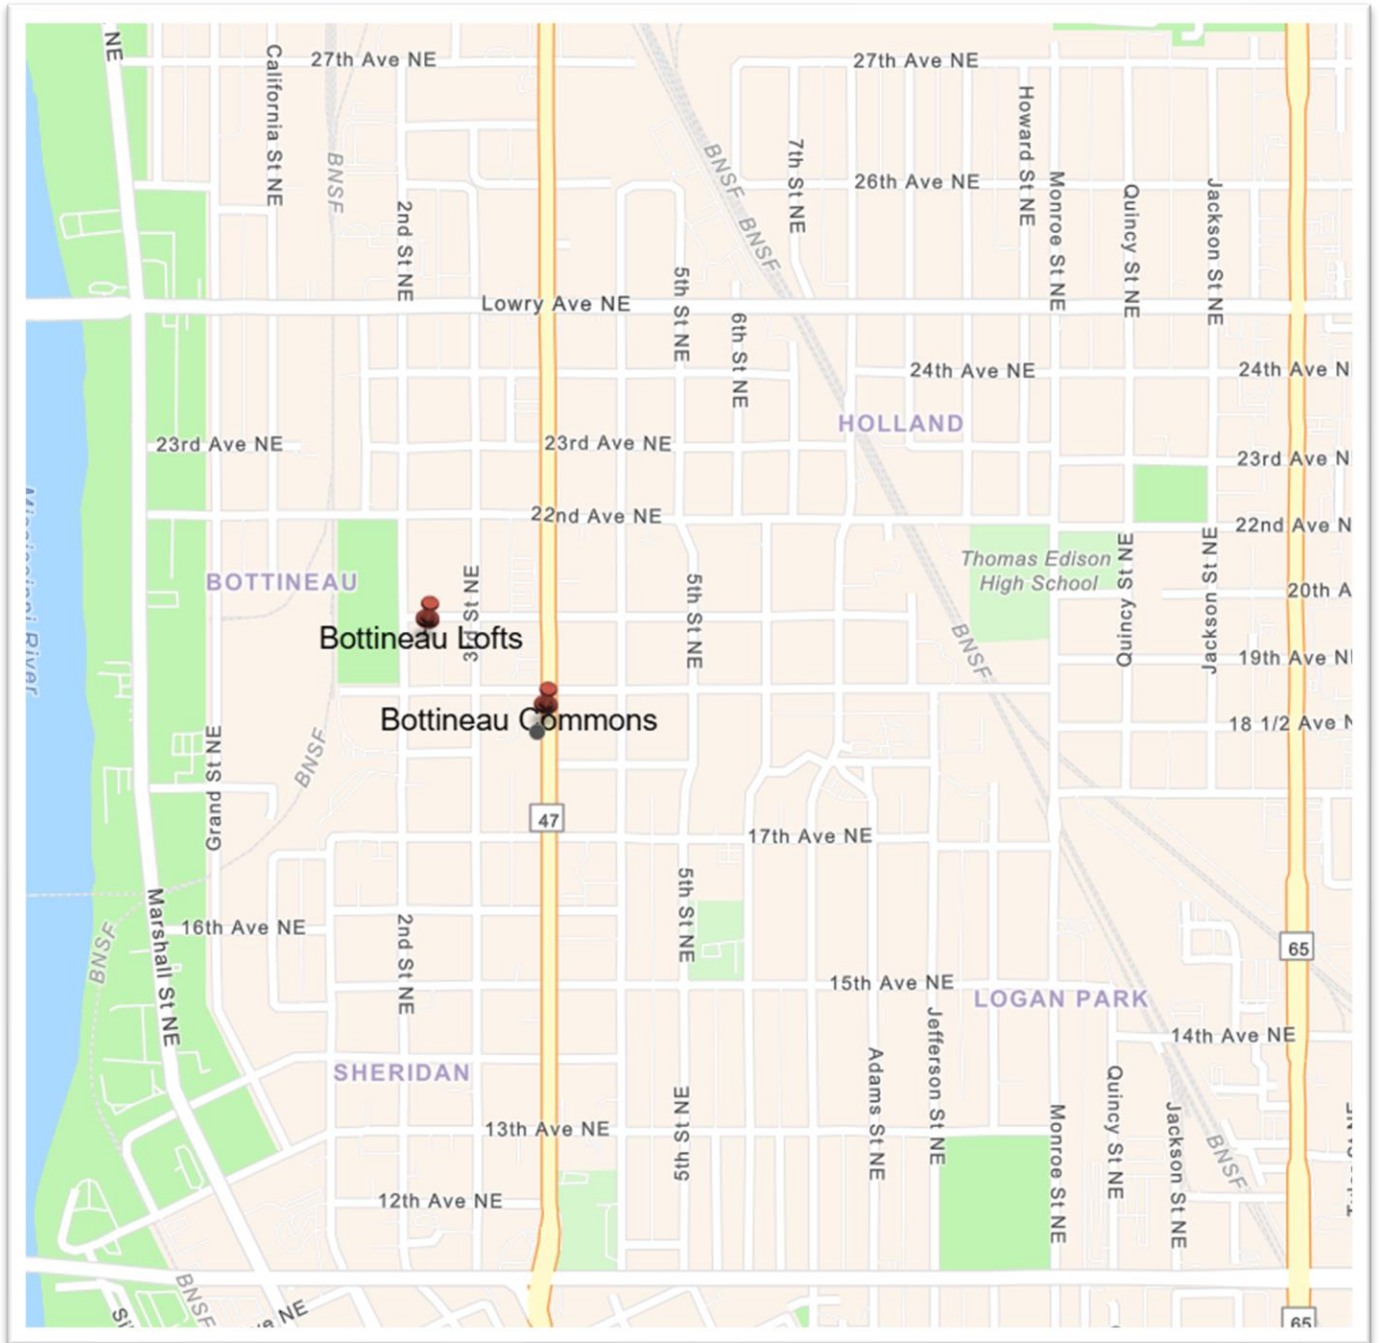 NE
California St NE
27th Ave NE
27th Ave NE
BNSF
2nd St NE
BNSF
BNSF
7th St NE
26th Ave NE
Howard St NE
Monroe St NE
Quincy St NE
Jackson St NE
Lowry Ave NE
5th St NE
6th St NE
24th Ave NE
24th Ave N
HOLLAND
23rd Ave NE
23rd Ave NE
23rd Ave N
22nd Ave NE
22nd Ave N
Mississippi River
BOTTINEAU
3rd St NE
5th St NE
Thomas Edison
High School
Quincy St NE
Jackson St NE
20th A
Bottineau Lofts
BNSF
19th Ave N
Bottineau Commons
18 1/2 Ave N
Grand St NE
BNSF
47
17th Ave NE
5th St NE
Marshall St NE
16th Ave NE
2nd St NE
BNSF
65
15th Ave NE
LOGAN PARK
Jefferson St NE
14th Ave NE
SHERIDAN
Adams St NE
Quincy St NE
5th St NE
13th Ave NE
Monroe St NE
Jackson St NE
BNSF
12th Ave NE
BNSF
NE
65